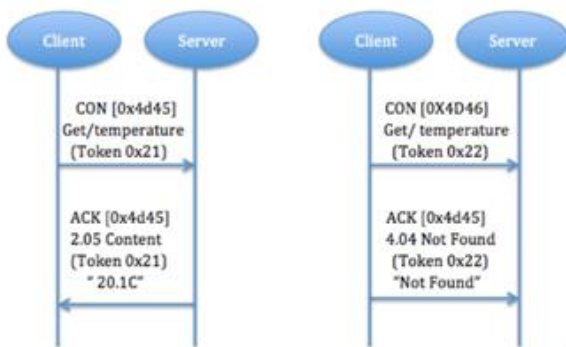 Client
Server
CON [0x4d45]
Get/temperature
(Token 0x21)
ACK [0x4d45]
2.05 Content
(Token 0x21)
" 20.1C"
Client
Server
CON [0X4D46]
Get/ temperature
(Token 0x22)
ACK [0x4d45]
4.04 Not Found
(Token 0x22)
"Not Found"